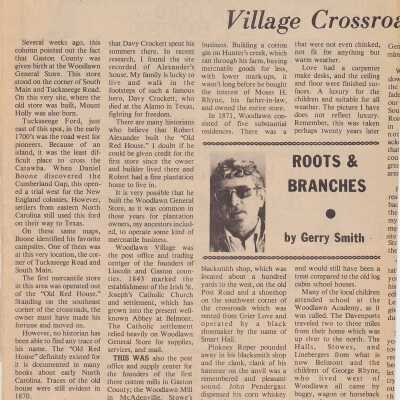 Village Crossroa
Several weeks ago, this
column pointed out the fact
that Gaston County was
given birth at the Woodlawn
General Store. This store
stood on the corner of South
Main and Tuckaseege Road.
On this very site, where the
old store was built, Mount
Holly was also born.
Tuckaseege Ford, just
east of this spot, in the early
1700's was the road west for
pioneers. Because of an
island, it was the least dif-
ficult place to cross the
Catawba. When Daniel
Boone discovered the
Cumberland Gap, this open-
ed a trial west for the New
England colonies. However,
settlers from eastern North
Carolina still used this ford
on their way to Texas.
On these same maps,
Boone identified his favorite
campsites. One of them was
at this very location, the cor-
ner of Tuckaseege Road and
South Main.
The first mercantile store
in this area was operated out
of the "Old Red House."
Standing on the southeast
corner of the crossroads, the
owner must have made his
fortune and moved on.
However, no historian has
been able to find any trace of
his name. The "Old Red
House" definitely existed for
it is documented in many
books about early North
Carolina. Traces of the old
house were still evident in
1870.
that Davy Crockett spent his
summers there. In recent
research, I found the site
recorded of Alexander's
house. My family is lucky to
live and walk in the
footsteps of such a famous
hero, Davy Crockett, who
died at the Alamo in Texas,
fighting for freedom.
There are many historians
who believe that Robert
Alexander built the "Old
Red House." I doubt if he
could be given credit for the
first store since the owner
and builder lived there and
Robert had a fine plantation
house to live in.
It is very possible that he
built the Woodlawn General
Store, as it was common in
those years for plantation
owners, my ancestors includ-
ed, to operate some kind of
mercantile business.
Woodlawn Village was
the post office and trading
center of the founders of
Lincoln and Gaston coun-
ties. 1843 marked the
establishing of the Irish St.
Joseph's Catholic Church
and settlement, which has
grown into the present well-
known Abbey at Belmont.
The Catholic settlement
relied heavily on Woodlawn
General Store for supplies,
services, and mail.
THIS WAS also the post
office and supply center for
the founders of the first
three cotton mills in Gaston
County; the Woodlawn Mill
in McAdenville, Stowe's
business. Building a cotton
gin on Hunter's creek, which
ran through his farm, buying
mercantile goods for less,
with lower mark-ups, it
wasn't long before he bought
the interest of Moses H.
Rhyne, his father-in-law,
and owned the entire store.
In 1871, Woodlawn con-
sisted of five substantial
residences. There was a
that were not even chinked,
not fit for anything but
warm weather.
Love had a carpenter
make desks, and the ceiling
and floor were finished sur-
faces. A luxury for the
children and suitable for all
weather. The picture I have
does not reflect luxury.
Remember, this was taken
perhaps twenty years later
ROOTS &
BRANCHES
by Gerry Smith
blacksmith shop, which was
located about a hundred
yards to the west, on the old
Post Road and a shoeshop
on the southwest corner of
the crossroads which was
rented from Grier Love and
operated by a black
shoemaker by the name of
Smart Hall.
Pinkney Roper pounded
away in his blacksmith shop
and the clank, clank of his
hammer on the anvil was a
remembered and pleasant
sound. John Pendergast
dispensed his corn whiskey
and would still have been a
treat compared to the old log
cabin school houses.
Many of the local children
attended school at the
Woodlawn Academy, as it
was called. The Davenports
traveled two to three miles
from their home which was
up river to the north. The
Halls, Stowes, and
Linebergers from what is
now Belmont and the
children of George Rhyne,
who lived west of
Woodlawn all came by
buggy, wagon or horseback